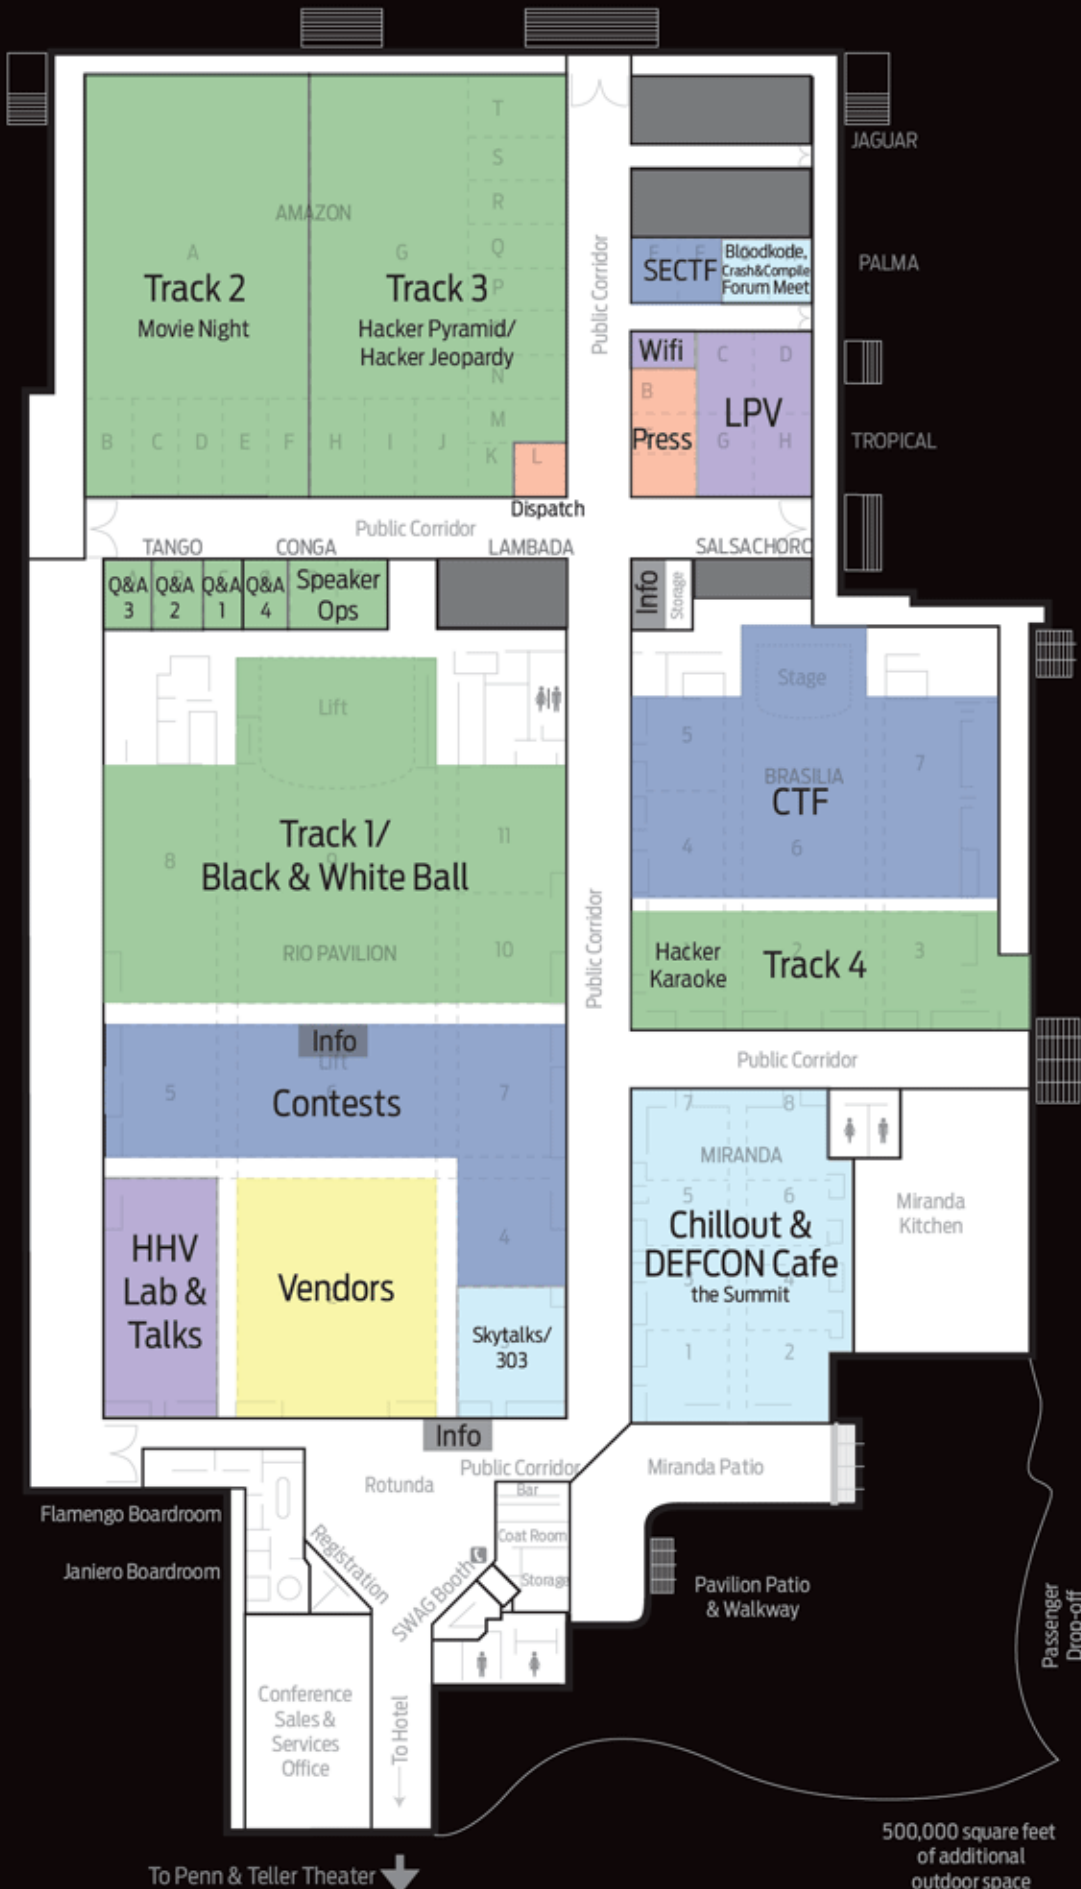 JAGUAR
AMAZON
A
G
T
S
R
Q
P
N
M
Track 2
Movie Night
Track 3
Hacker Pyramid/
Hacker Jeopardy
B
C
D
E
F
H
I
J
K
L
Dispatch
Public Corridor
SECTF
Bloodkode,
Crash&Compile
Forum Meet
PALMA
Wifi
C
D
B
Press
LPV
G
H
TROPICAL
Public Corridor
TANGO
CONGA
LAMBADA
SALSACHORO
Q&A
3
Q&A
2
Q&A
1
Q&A
4
Speaker
Ops
Info
Storage
Lift
Stage
5
7
BRASILIA
CTF
4
6
Track 1/
Black & White Ball
8
9
11
RIO PAVILION
10
Public Corridor
Hacker
Karaoke
2
Track 4
3
Info
Lift
5
6
7
Contests
4
Public Corridor
7
8
MIRANDA
5
6
Chillout &
DEFCON Cafe
the Summit
3
4
1
2
Miranda
Kitchen
HHV
Lab &
Talks
Vendors
Skytalks/
303
Info
Rotunda
Public Corridor
Miranda Patio
Bar
Coat Room
Storage
Flamengo Boardroom
Janiero Boardroom
Registration
SWAG Booth
Pavilion Patio
& Walkway
Passenger
Drop-off
Conference
Sales &
Services
Office
To Hotel
500,000 square feet
of additional
outdoor space
To Penn & Teller Theater